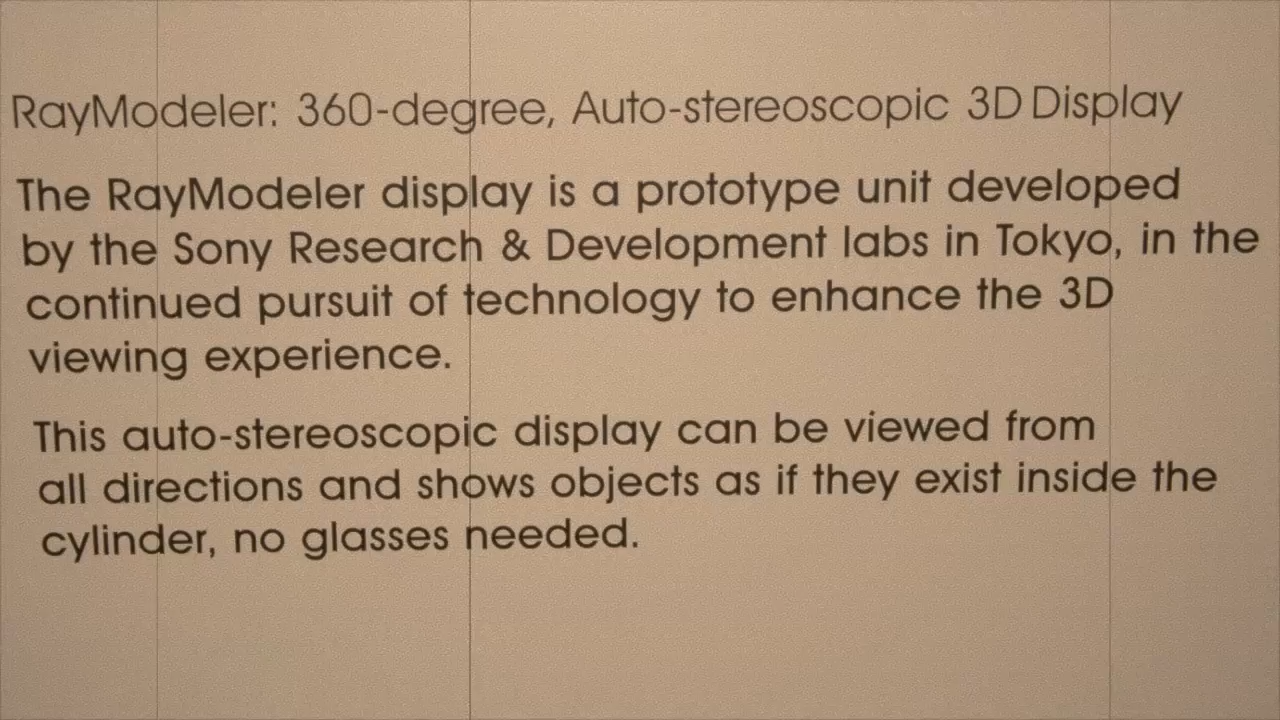 RayModeler: 360-degree, Auto-stereoscopic 3D Display
The RayModeler display is a prototype unit developed
by the Sony Research & Development labs in Tokyo, in the
continued pursuit of technology to enhance the 3D
viewing experience.
This auto-stereoscopic display can be viewed from
all directions and shows objects as if they exist inside the
cylinder, no glasses needed.